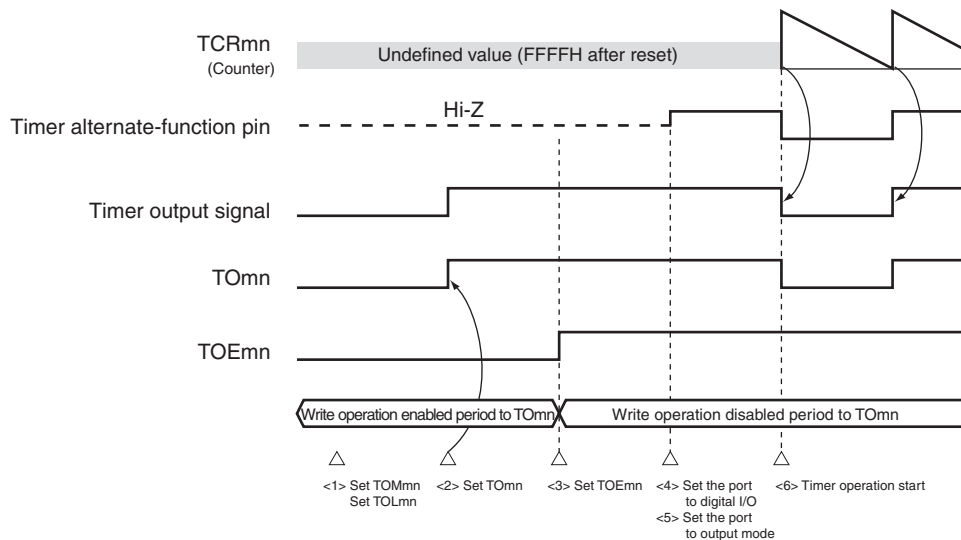 TCRmn
(Counter)
Undefined value (FFFFH after reset)
Hi-Z
Timer alternate-function pin
Timer output signal
TOmn
TOEmn
Write operation enabled period to TOmn
Write operation disabled period to TOmn
<1> Set TOMmn
Set TOLmn
<2> Set TOmn
<3> Set TOEmn
<4> Set the port
to digital I/O
<5> Set the port
to output mode
<6> Timer operation start